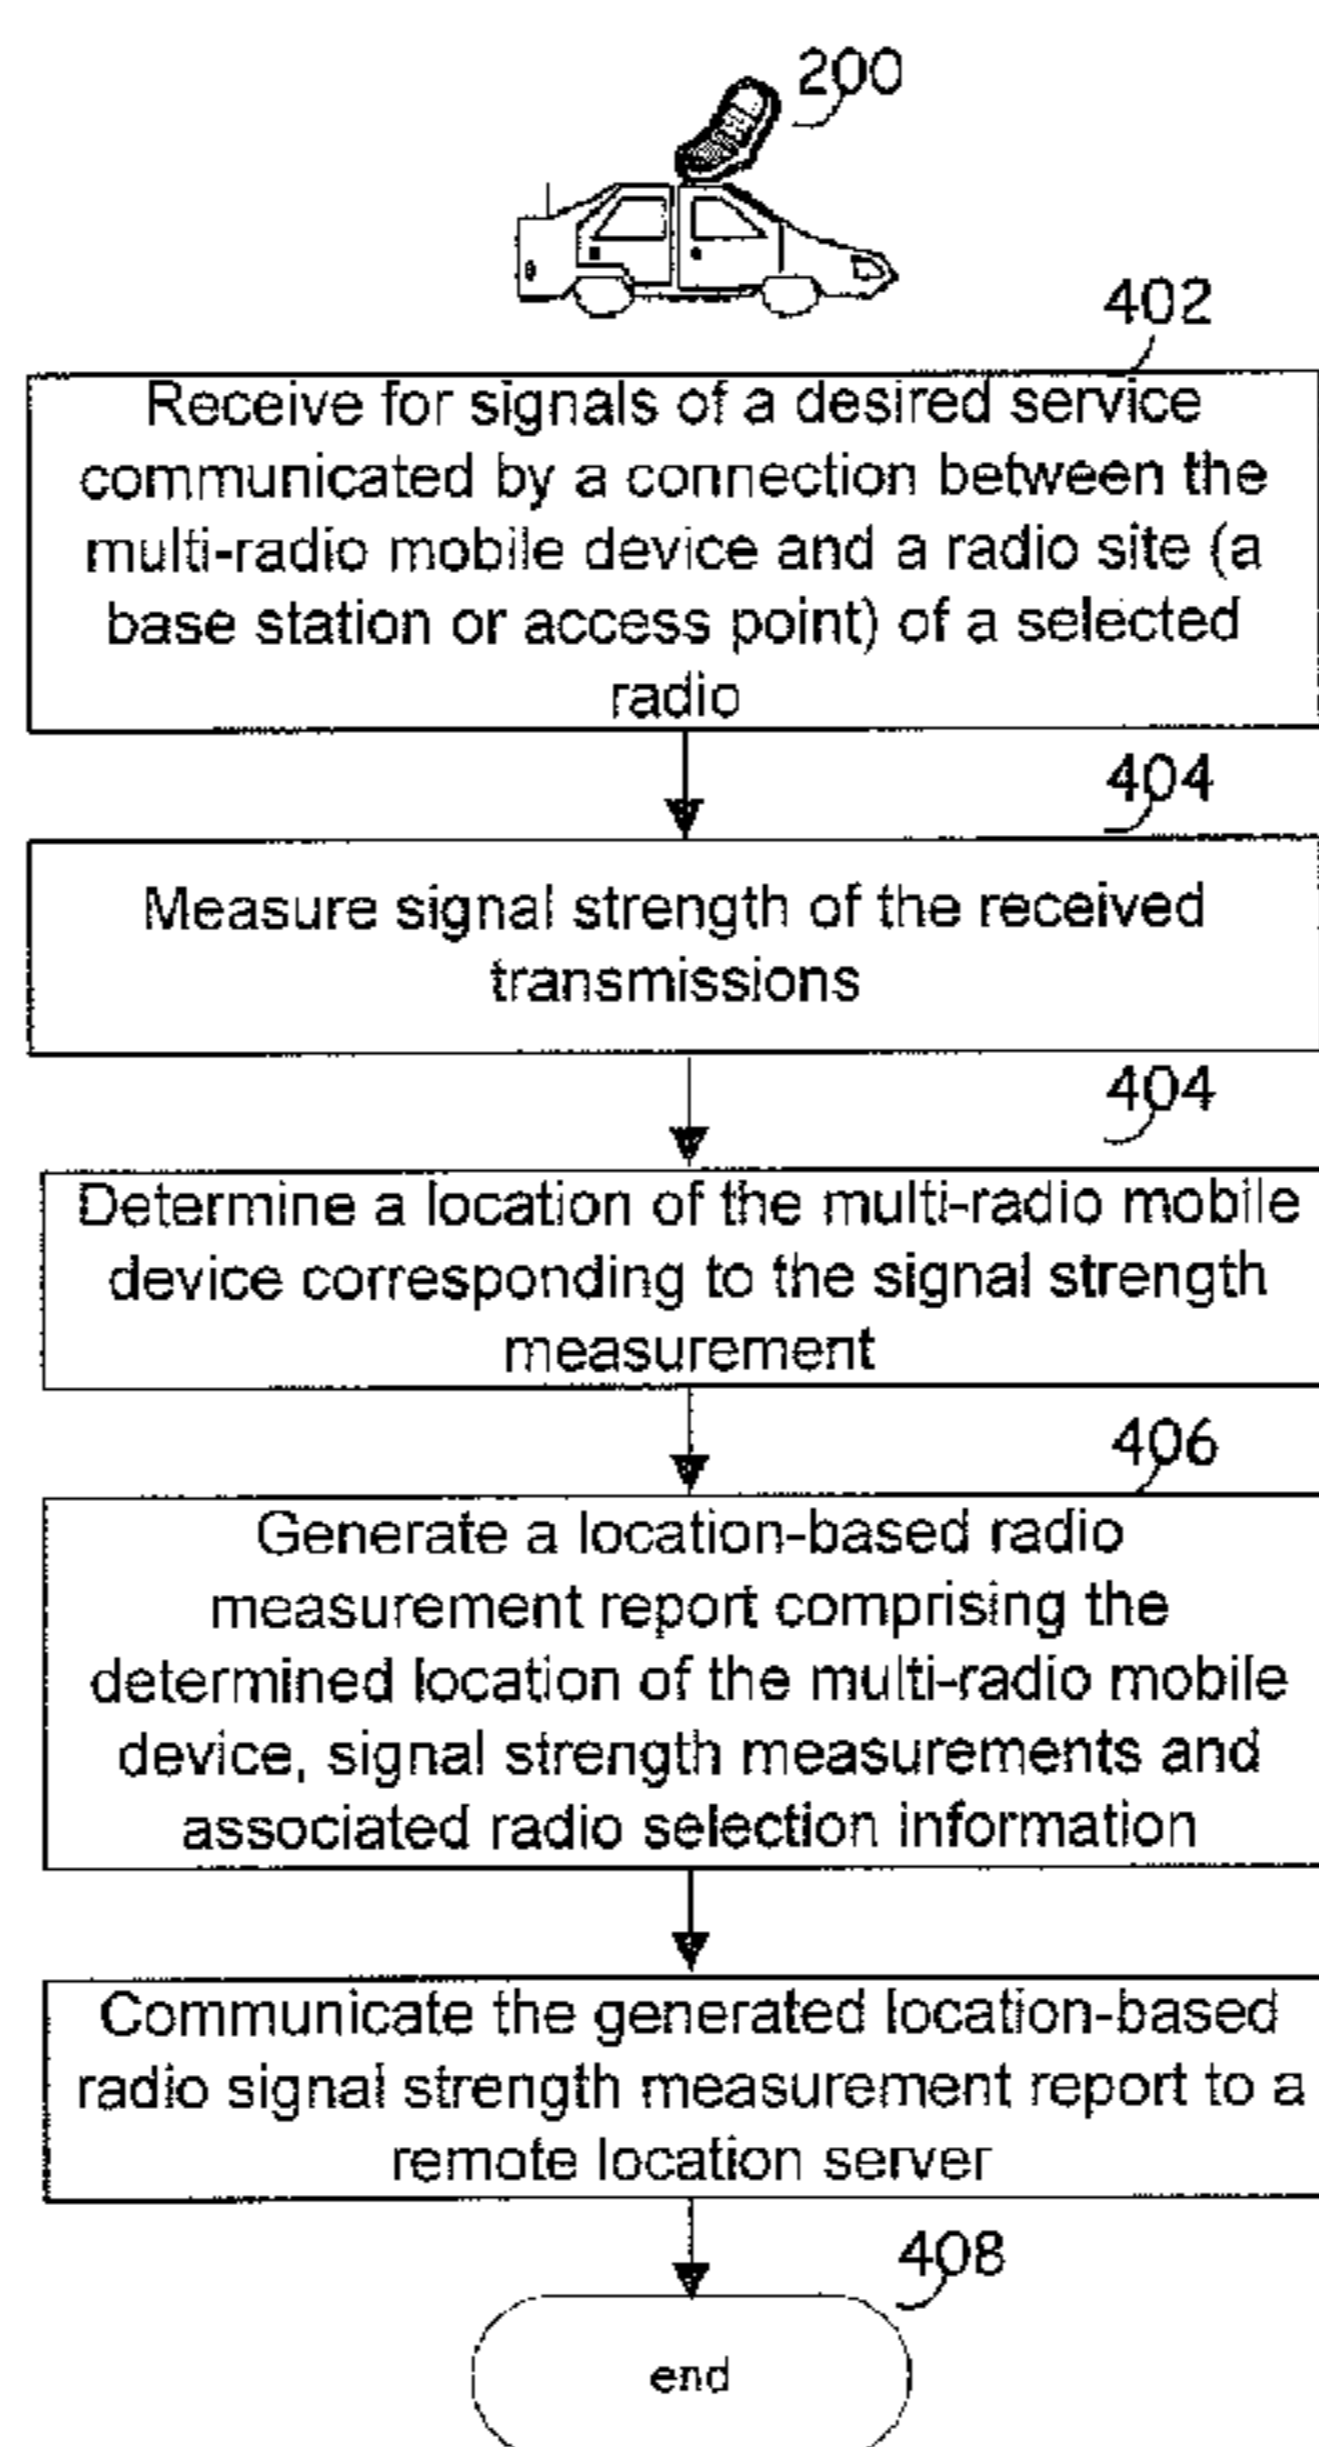 200
402
Receive for signals of a desired service
communicated by a connection between the
multi-radio mobile device and a radio site (a
base station or access point) of a selected
radio
404
Measure signal strength of the received
transmissions
404
Determine a location of the multi-radio mobile
device corresponding to the signal strength
measurement
406
Generate a location-based radio
measurement report comprising the
determined location of the multi-radio mobile
device, signal strength measurements and
associated radio selection information
Communicate the generated location-based
radio signal strength measurement report to a
remote location server
408
end